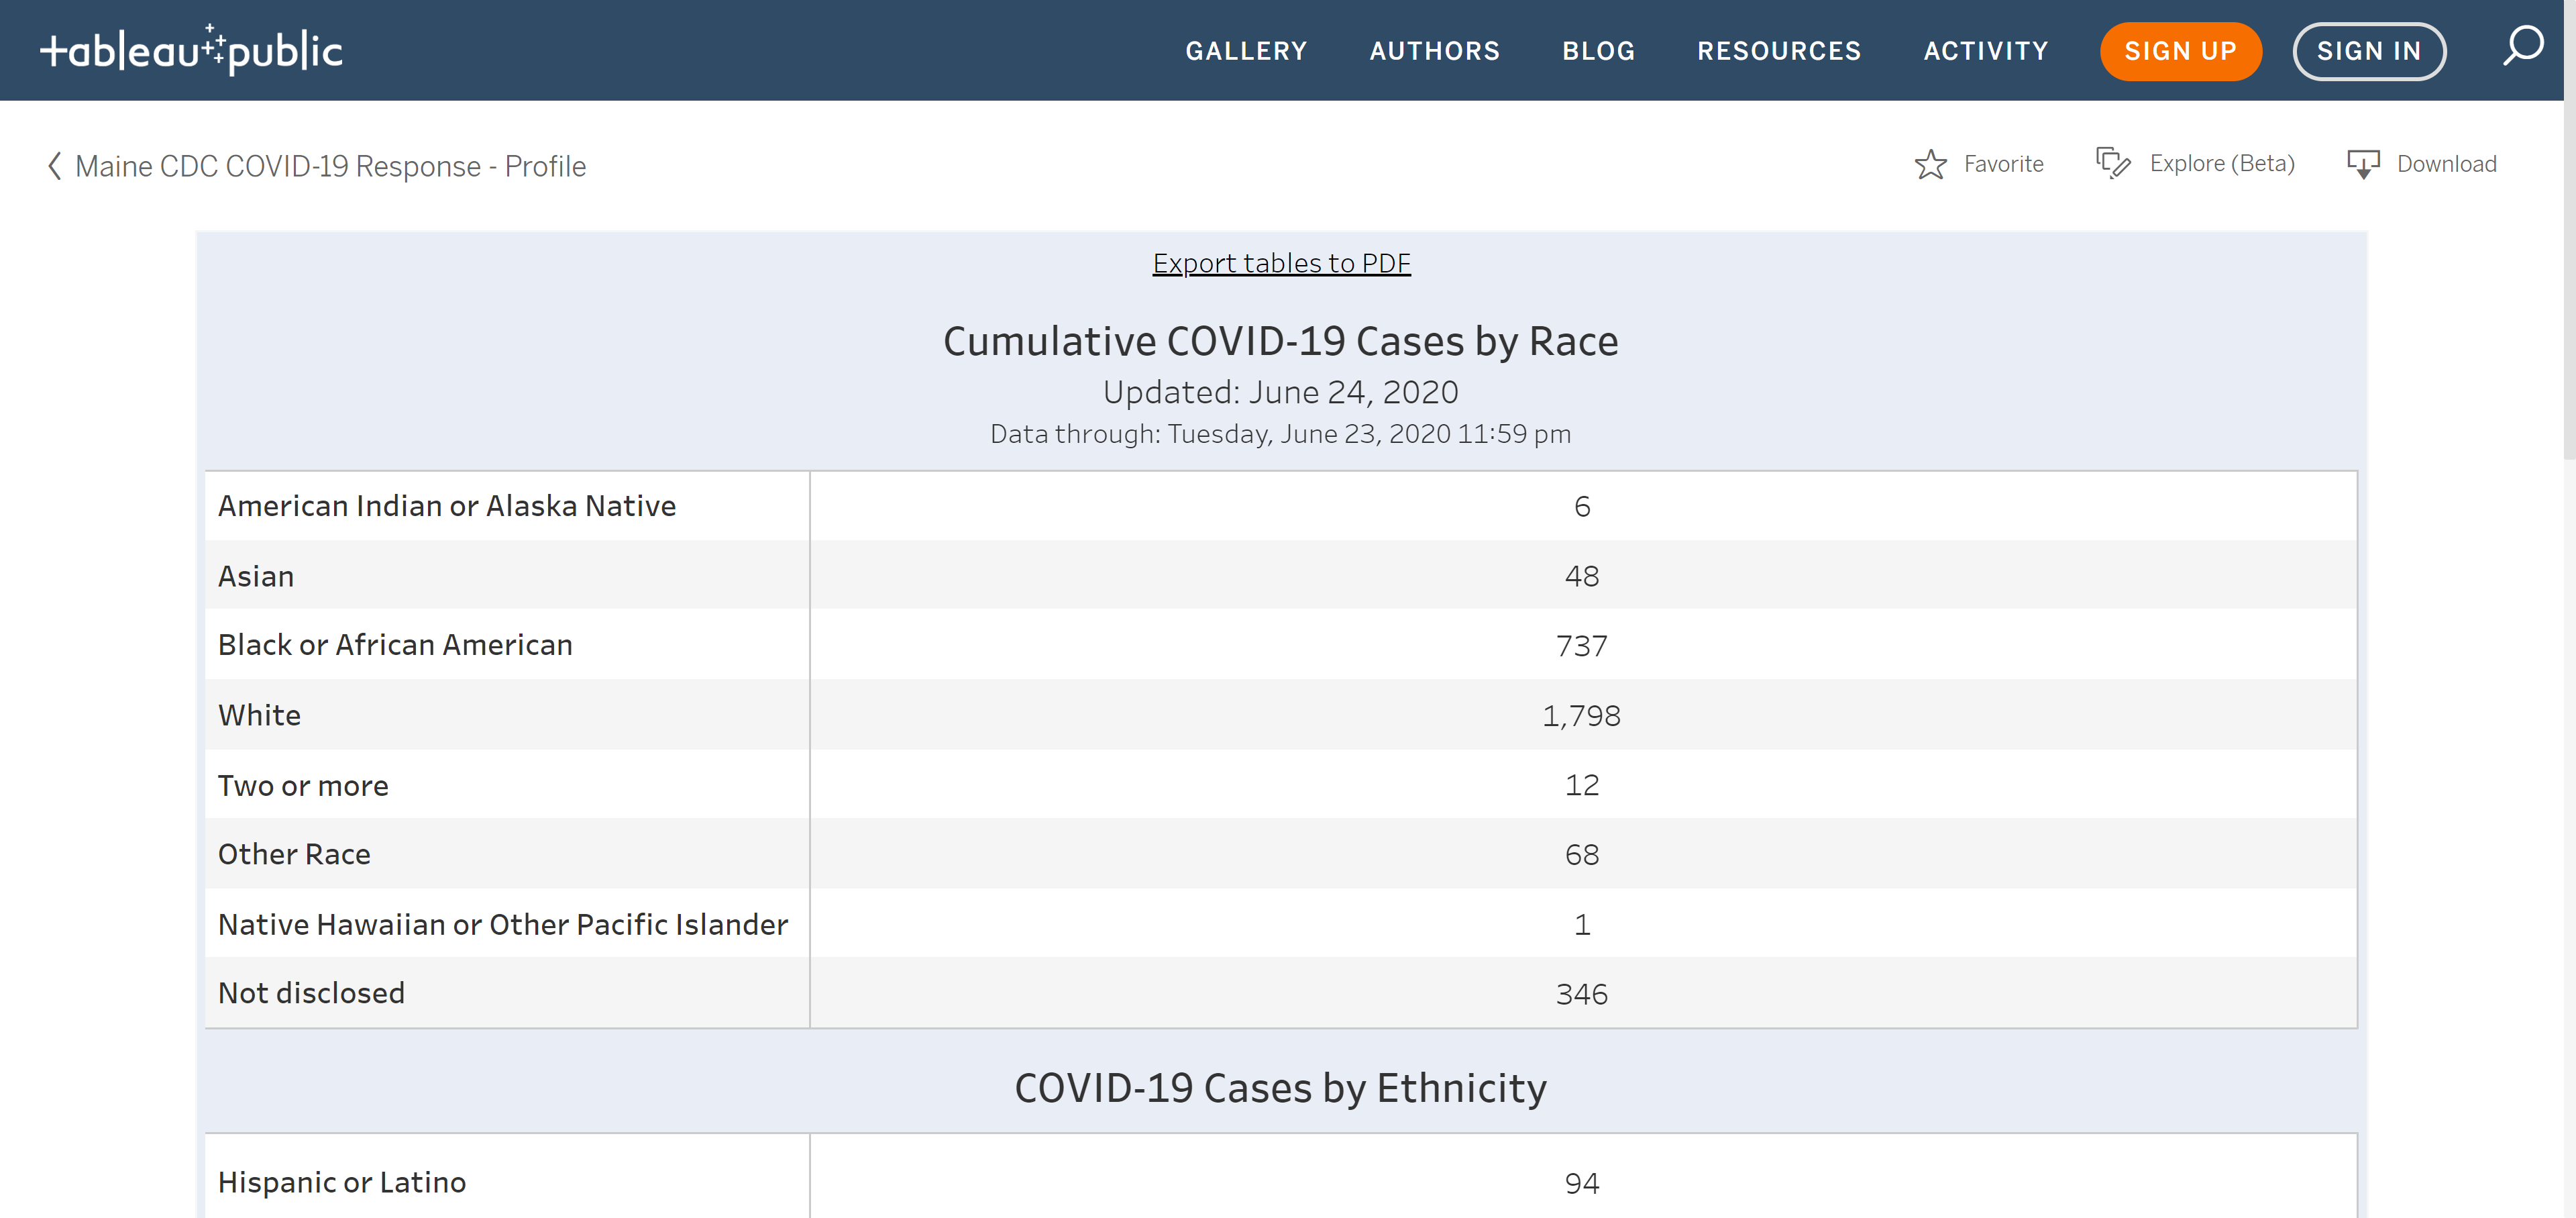 tableau public GALLERY AUTHORS BLOG RESOURCES ACTIVITY SIGN UP SIGN IN
Maine CDC COVID-19 Response - Profile Favorite Explore (Beta) Download
Export tables to PDF
Cumulative COVID-19 Cases by Race
Updated: June 24, 2020
Data through: Tuesday, June 23, 2020 11:59 pm
American Indian or Alaska Native 6
Asian 48
Black or African American 737
White 1,798
Two or more 12
Other Race 68
Native Hawaiian or Other Pacific Islander 1
Not disclosed 346
COVID-19 Cases by Ethnicity
Hispanic or Latino 94